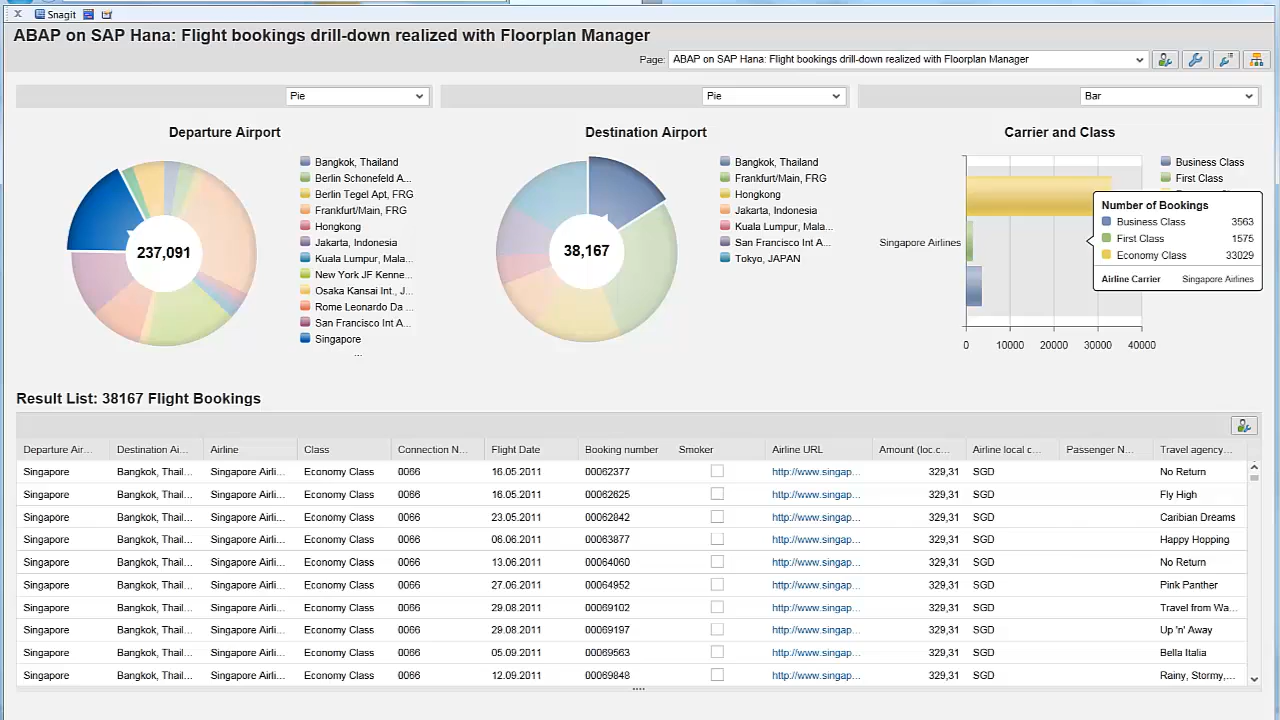 X Snagit
ABAP on SAP Hana: Flight bookings drill-down realized with Floorplan Manager
Page: ABAP on SAP Hana: Flight bookings drill-down realized with Floorplan Manager
Pie Pie Bar
Departure Airport
237,091
Bangkok, Thailand
Berlin Schonefeld A...
Berlin Tegel Apt, FRG
Frankfurt/Main, FRG
Hongkong
Jakarta, Indonesia
Kuala Lumpur, Mala...
New York JF Kenne...
Osaka Kansai Int., J...
Rome Leonardo Da ...
San Francisco Int A...
Singapore
...
Destination Airport
38,167
Bangkok, Thailand
Frankfurt/Main, FRG
Hongkong
Jakarta, Indonesia
Kuala Lumpur, Mala...
San Francisco Int A...
Tokyo, JAPAN
Carrier and Class
Business Class
First Class
Singapore Airlines
0 10000 20000 30000 40000
Number of Bookings
Business Class 3563
First Class 1575
Economy Class 33029
Airline Carrier Singapore Airlines
Result List: 38167 Flight Bookings
Departure Air... Destination Ai... Airline Class Connection N... Flight Date Booking number Smoker Airline URL Amount (loc.c... Airline local c... Passenger N... Travel agency...
Singapore Bangkok, Thail... Singapore Airli... Economy Class 0066 16.05.2011 00062377 http://www.singap... 329,31 SGD No Return
Singapore Bangkok, Thail... Singapore Airli... Economy Class 0066 16.05.2011 00062625 http://www.singap... 329,31 SGD Fly High
Singapore Bangkok, Thail... Singapore Airli... Economy Class 0066 23.05.2011 00062842 http://www.singap... 329,31 SGD Caribian Dreams
Singapore Bangkok, Thail... Singapore Airli... Economy Class 0066 06.06.2011 00063877 http://www.singap... 329,31 SGD Happy Hopping
Singapore Bangkok, Thail... Singapore Airli... Economy Class 0066 13.06.2011 00064060 http://www.singap... 329,31 SGD No Return
Singapore Bangkok, Thail... Singapore Airli... Economy Class 0066 27.06.2011 00064952 http://www.singap... 329,31 SGD Pink Panther
Singapore Bangkok, Thail... Singapore Airli... Economy Class 0066 29.08.2011 00069102 http://www.singap... 329,31 SGD Travel from Wa...
Singapore Bangkok, Thail... Singapore Airli... Economy Class 0066 29.08.2011 00069197 http://www.singap... 329,31 SGD Up 'n' Away
Singapore Bangkok, Thail... Singapore Airli... Economy Class 0066 05.09.2011 00069563 http://www.singap... 329,31 SGD Bella Italia
Singapore Bangkok, Thail... Singapore Airli... Economy Class 0066 12.09.2011 00069848 http://www.singap... 329,31 SGD Rainy, Stormy,...